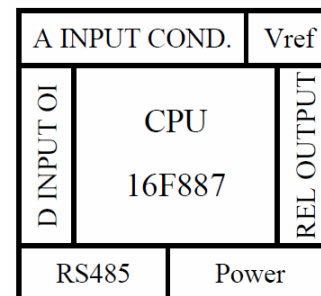 A INPUT COND.
Vref
D INPUT OI
CPU
16F887
REL OUTPUT
RS485
Power